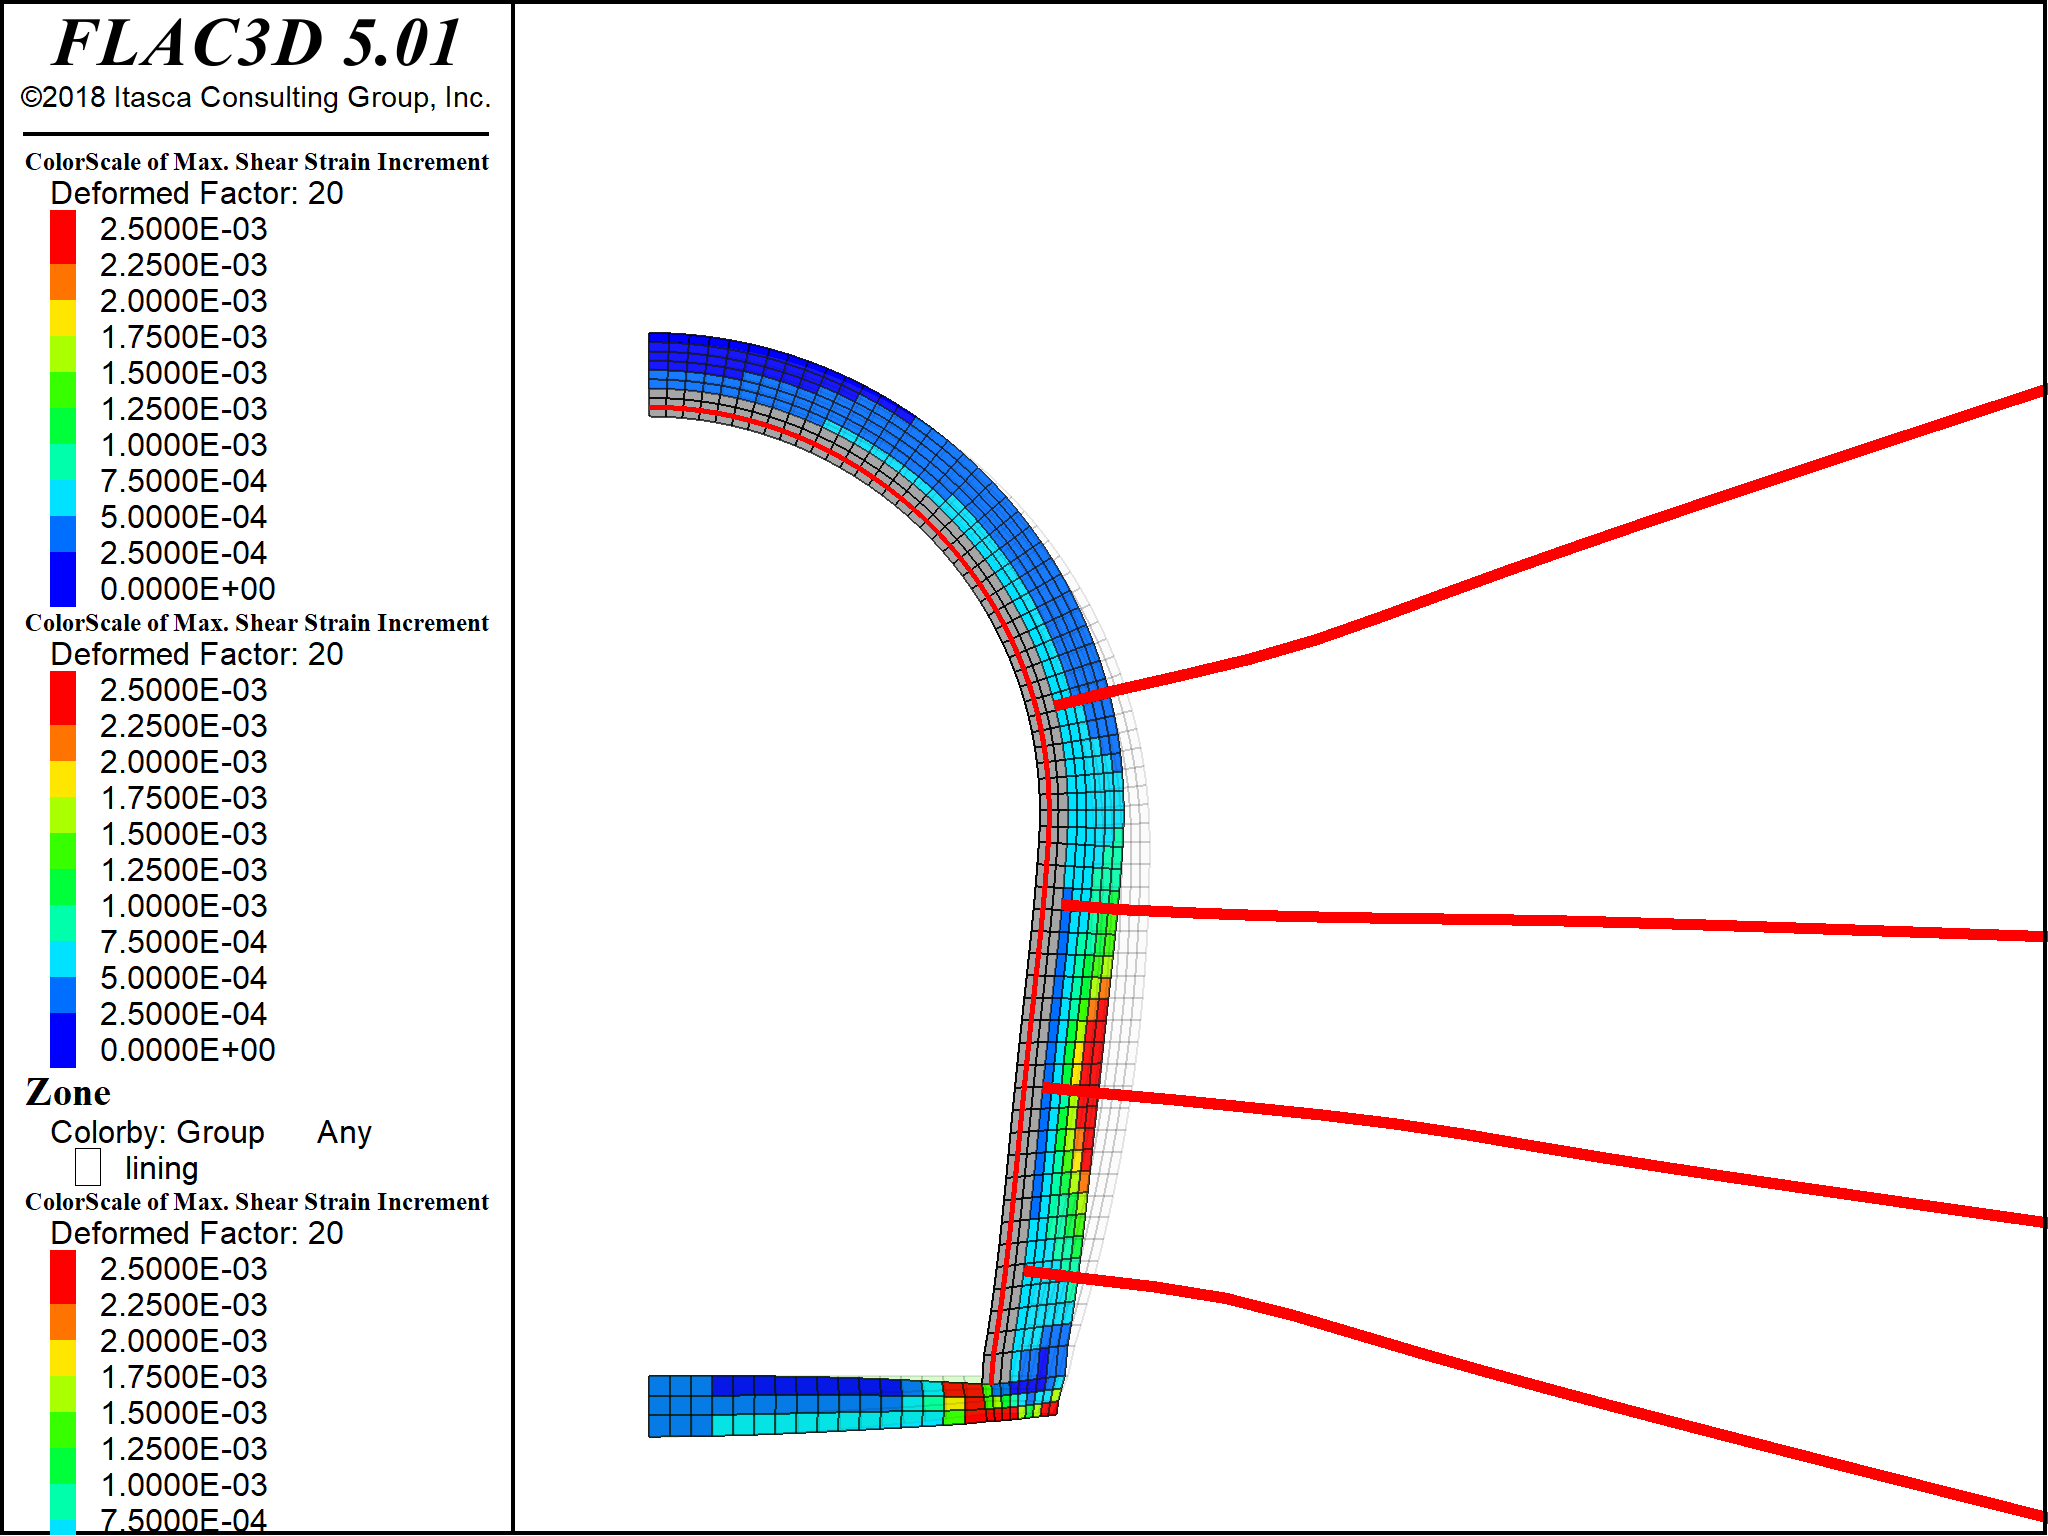 FLAC3D 5.01
©2018 Itasca Consulting Group, Inc.
ColorScale of Max. Shear Strain Increment
Deformed Factor: 20
2.5000E-03
2.2500E-03
2.0000E-03
1.7500E-03
1.5000E-03
1.2500E-03
1.0000E-03
7.5000E-04
5.0000E-04
2.5000E-04
0.0000E+00
ColorScale of Max. Shear Strain Increment
Deformed Factor: 20
2.5000E-03
2.2500E-03
2.0000E-03
1.7500E-03
1.5000E-03
1.2500E-03
1.0000E-03
7.5000E-04
5.0000E-04
2.5000E-04
0.0000E+00
Zone
Colorby: Group Any
lining
ColorScale of Max. Shear Strain Increment
Deformed Factor: 20
2.5000E-03
2.2500E-03
2.0000E-03
1.7500E-03
1.5000E-03
1.2500E-03
1.0000E-03
7.5000E-04